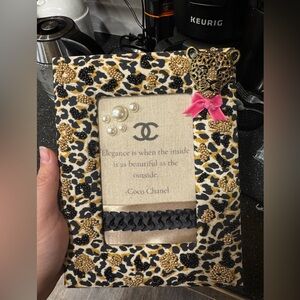 KEURIG
Elegance is when the inside
is as beautiful as the
outside.
-Coco Chanel